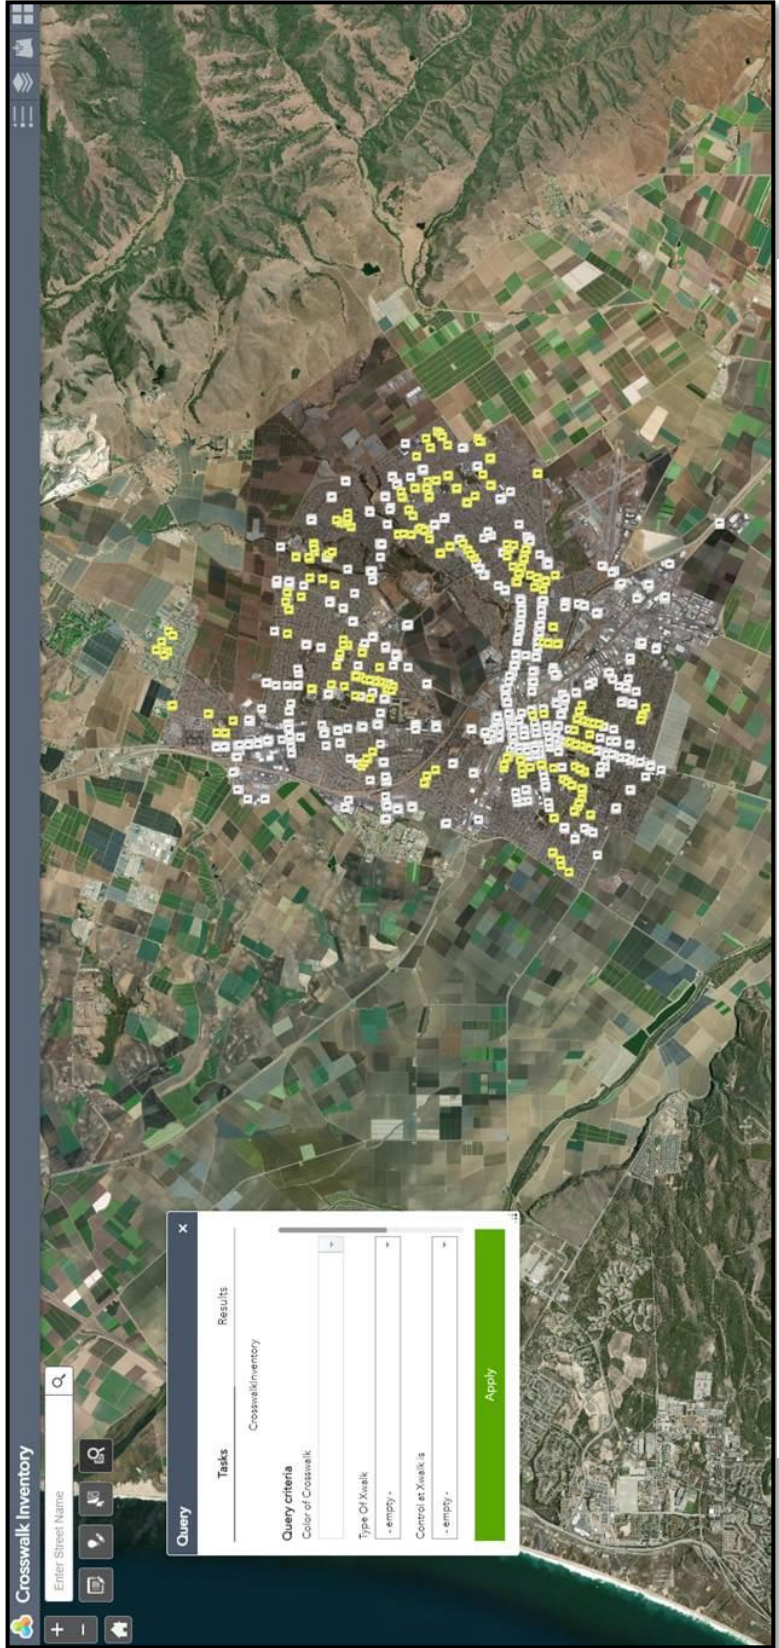 Crosswalk Inventory
+
-
Enter Street Name
Query
×
Tasks
Results
CrosswalkInventory
Query criteria
Color of Crosswalk
Type Of Xwalk
- empty -
Control at Xwalk is
- empty -
Apply